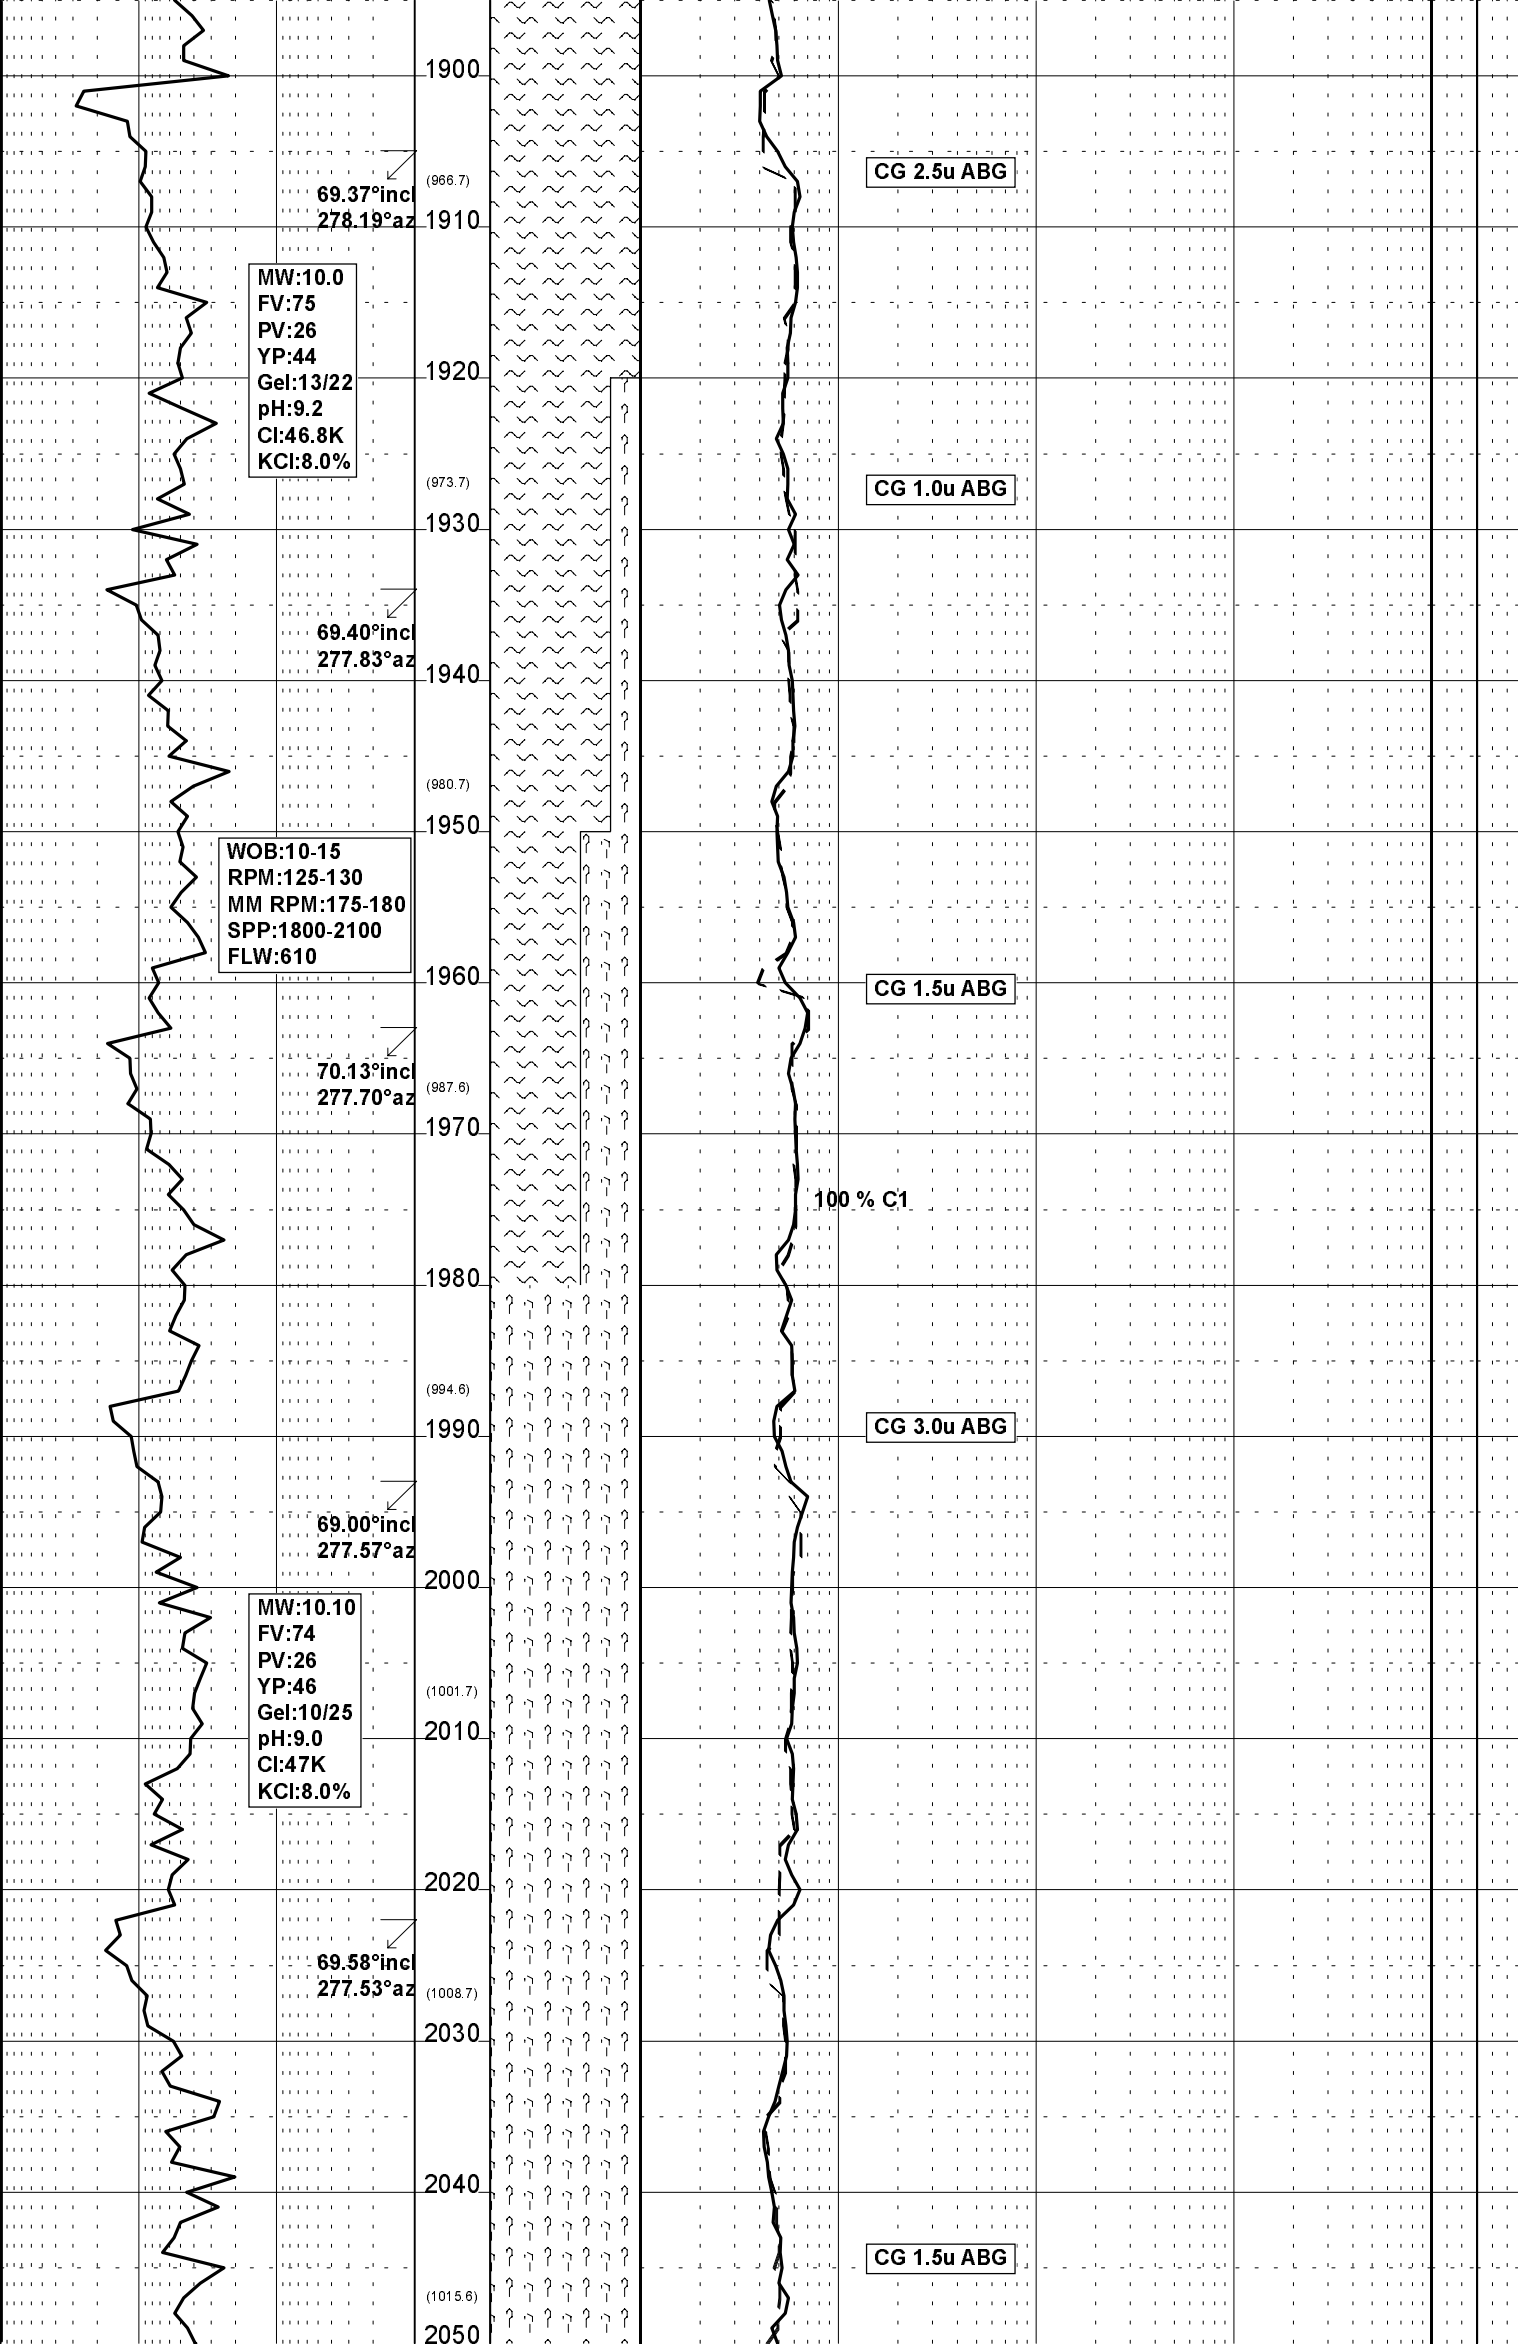 1900
CG 2.5u ABG
(966.7)
69.37°incl
278.19°az
1910
MW:10.0
FV:75
PV:26
YP:44
Gel:13/22
pH:9.2
Cl:46.8K
KCl:8.0%
1920
(973.7)
CG 1.0u ABG
1930
69.40°incl
277.83°az
1940
(980.7)
1950
WOB:10-15
RPM:125-130
MM RPM:175-180
SPP:1800-2100
FLW:610
1960
CG 1.5u ABG
70.13°incl
277.70°az
(987.6)
1970
100 % C1
1980
(994.6)
1990
CG 3.0u ABG
69.00°incl
277.57°az
2000
MW:10.10
FV:74
PV:26
YP:46
Gel:10/25
pH:9.0
Cl:47K
KCl:8.0%
(1001.7)
2010
2020
69.58°incl
277.53°az
(1008.7)
2030
2040
CG 1.5u ABG
(1015.6)
2050